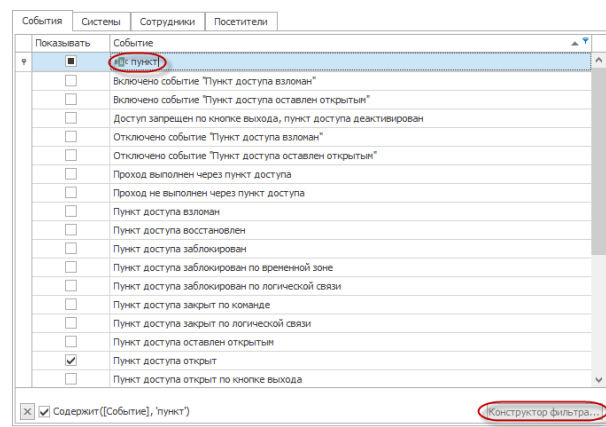 События Системы Сотрудники Посетители
Показывать Событие
пункт
Включено событие "Пункт доступа взломан"
Включено событие "Пункт доступа оставлен открытым"
Доступ запрещен по кнопке выхода, пункт доступа деактивирован
Отключено событие "Пункт доступа взломан"
Отключено событие "Пункт доступа оставлен открытым"
Проход выполнен через пункт доступа
Проход не выполнен через пункт доступа
Пункт доступа взломан
Пункт доступа восстановлен
Пункт доступа заблокирован
Пункт доступа заблокирован по временной зоне
Пункт доступа заблокирован по логической связи
Пункт доступа закрыт по команде
Пункт доступа закрыт по логической связи
Пункт доступа оставлен открытым
Пункт доступа открыт
Пункт доступа открыт по кнопке выхода
Содержит([Событие], 'пункт') Конструктор фильтра...